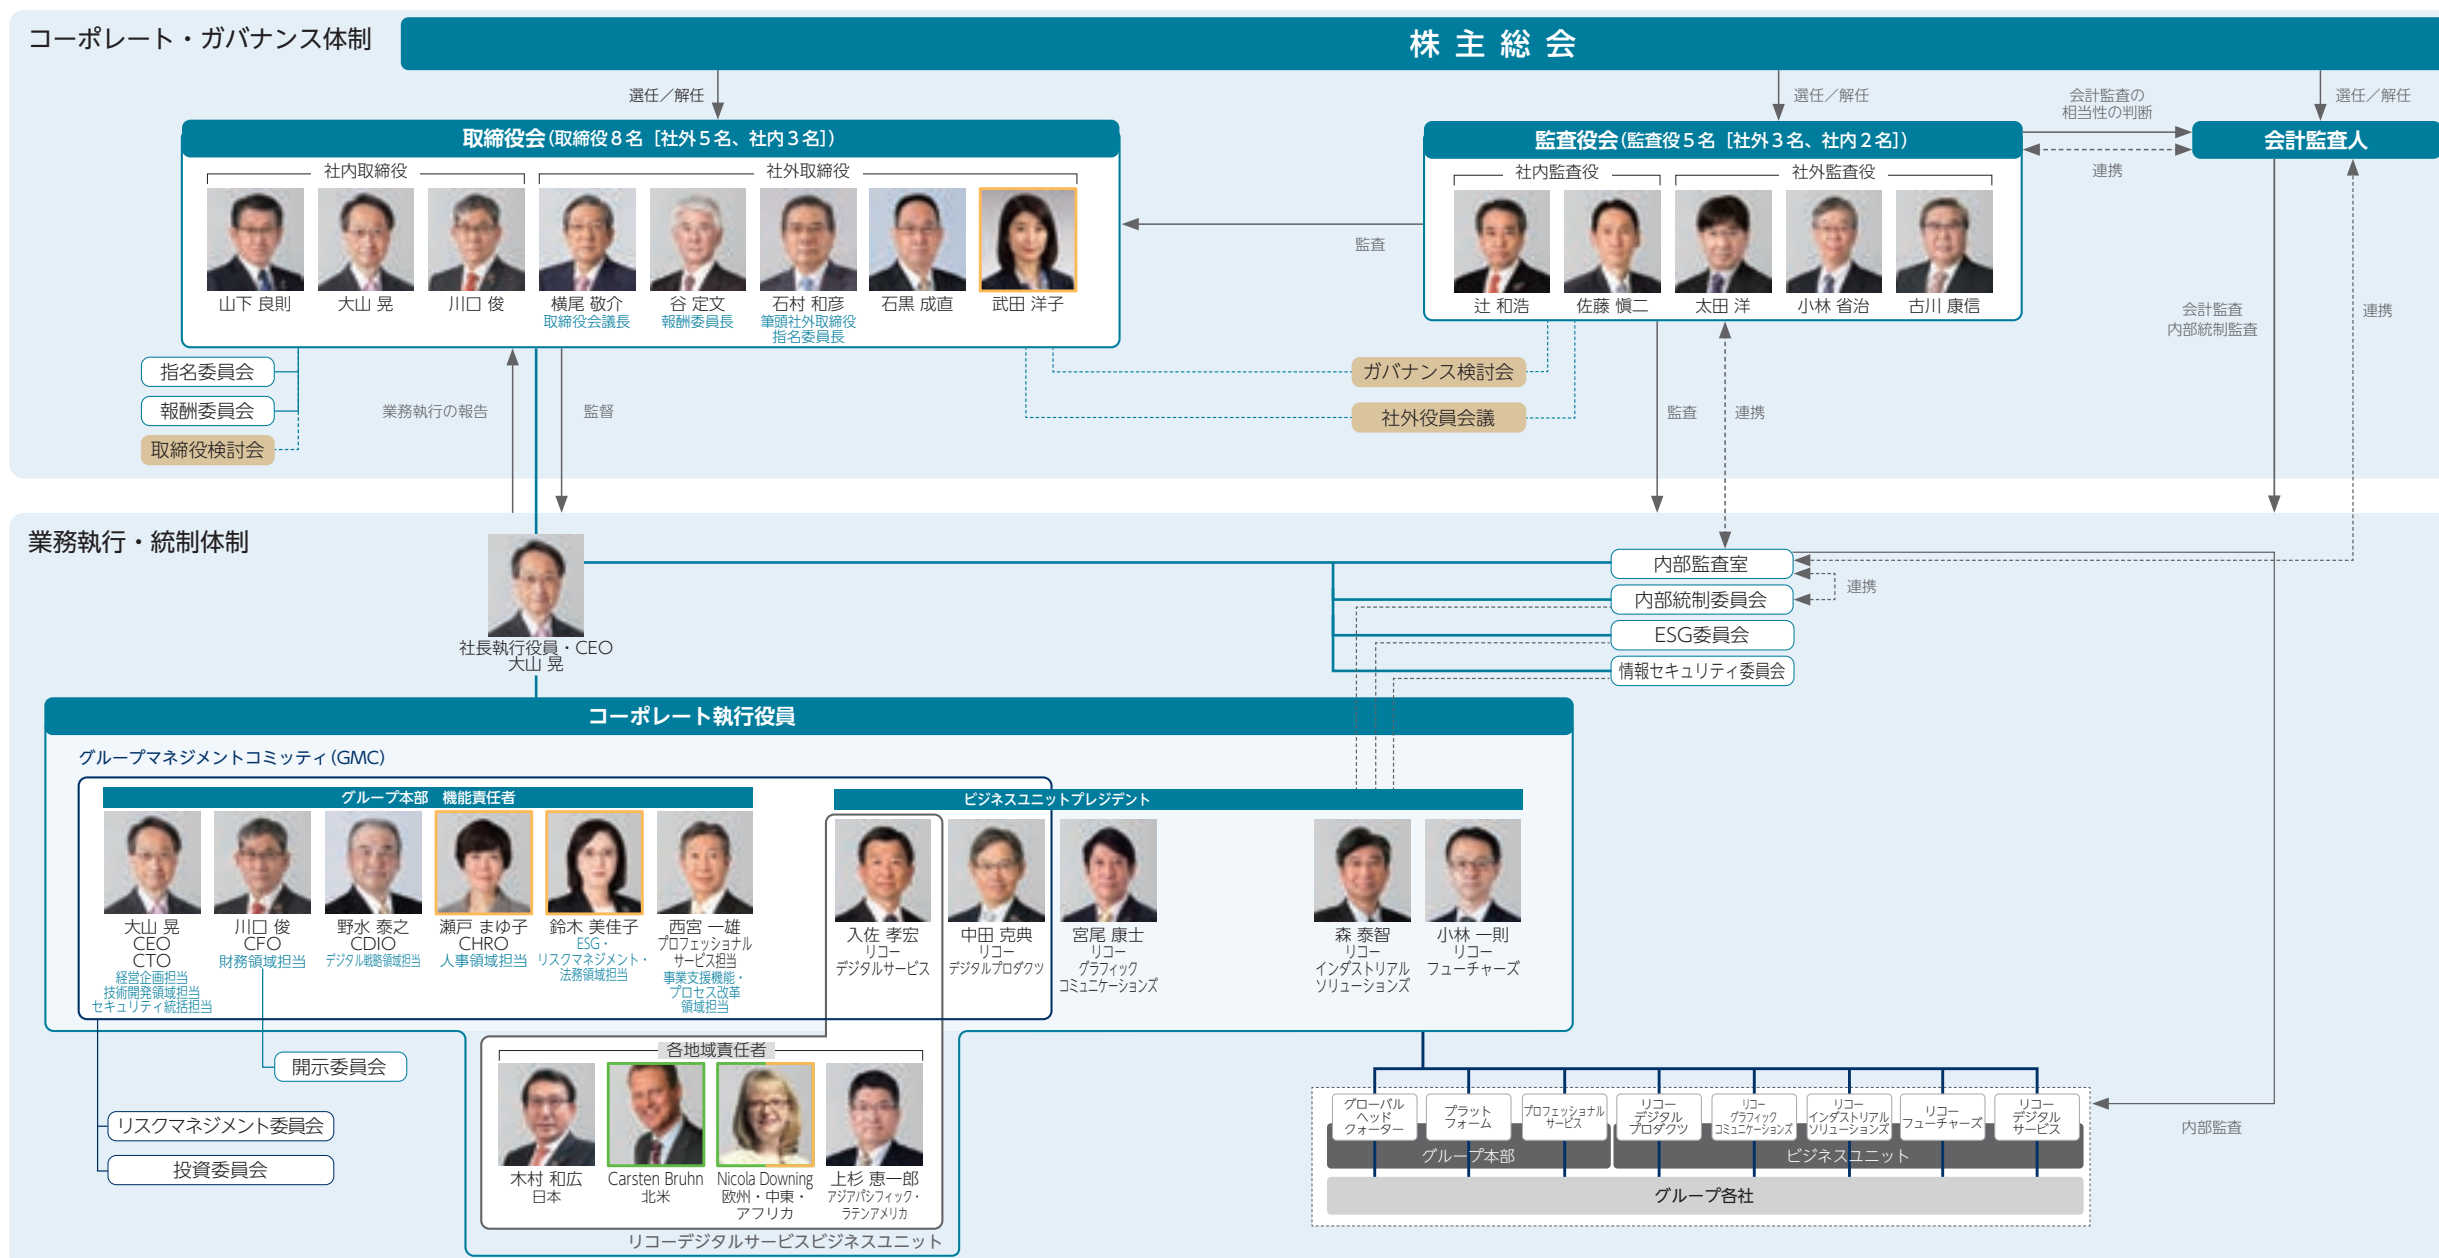 コーポレート・ガバナンス体制
株主総会
選任／解任
選任／解任
会計監査の
相当性の判断
選任／解任
取締役会(取締役8名［社外5名、社内3名］)
監査役会(監査役5名［社外3名、社内2名］)
会計監査人
連携
社内取締役
社外取締役
社内監査役
社外監査役
山下 良則
大山 晃
川口 俊
横尾 敬介
取締役会議長
谷 定文
報酬委員長
石村 和彦
筆頭社外取締役
指名委員長
石黒 成直
武田 洋子
監査
辻 和浩
佐藤 愼二
太田 洋
小林 省治
古川 康信
会計監査
内部統制監査
連携
指名委員会
報酬委員会
取締役検討会
業務執行の報告
監督
ガバナンス検討会
社外役員会議
監査
連携
業務執行・統制体制
社長執行役員・CEO
大山 晃
内部監査室
内部統制委員会
連携
ESG委員会
情報セキュリティ委員会
コーポレート執行役員
グループマネジメントコミッティ(GMC)
グループ本部　機能責任者
ビジネスユニットプレジデント
大山 晃
CEO
CTO
経営企画担当
技術開発領域担当
セキュリティ統括担当
川口 俊
CFO
財務領域担当
野水 泰之
CDIO
デジタル戦略領域担当
瀬戸 まゆ子
CHRO
人事領域担当
鈴木 美佳子
ESG・
リスクマネジメント・
法務領域担当
西宮 一雄
プロフェッショナル
サービス担当
事業支援機能・
プロセス改革
領域担当
入佐 孝宏
リコー
デジタルサービス
中田 克典
リコー
デジタルプロダクツ
宮尾 康士
リコー
グラフィック
コミュニケーションズ
森 泰智
リコー
インダストリアル
ソリューションズ
小林 一則
リコー
フューチャーズ
開示委員会
リスクマネジメント委員会
投資委員会
各地域責任者
木村 和広
日本
Carsten Bruhn
北米
Nicola Downing
欧州・中東・
アフリカ
上杉 恵一郎
アジアパシフィック・
ラテンアメリカ
リコーデジタルサービスビジネスユニット
グローバル
ヘッド
クォーター
プラット
フォーム
プロフェッショナル
サービス
リコー
デジタル
プロダクツ
リコー
グラフィック
コミュニケーションズ
リコー
インダストリアル
ソリューションズ
リコー
フューチャーズ
リコー
デジタル
サービス
グループ本部
ビジネスユニット
グループ各社
内部監査